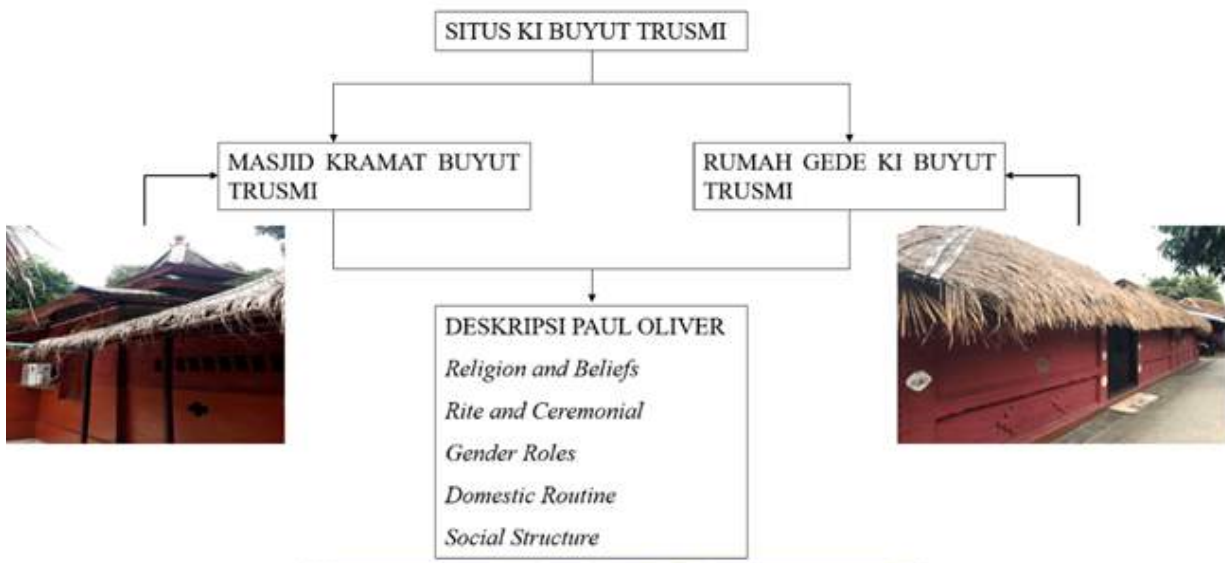 SITUS KI BUYUT TRUSMI
MASJID KRAMAT BUYUT
TRUSMI
RUMAH GEDE KI BUYUT
TRUSMI
DESKRIPSI PAUL OLIVER
Religion and Beliefs
Rite and Ceremonial
Gender Roles
Domestic Routine
Social Structure